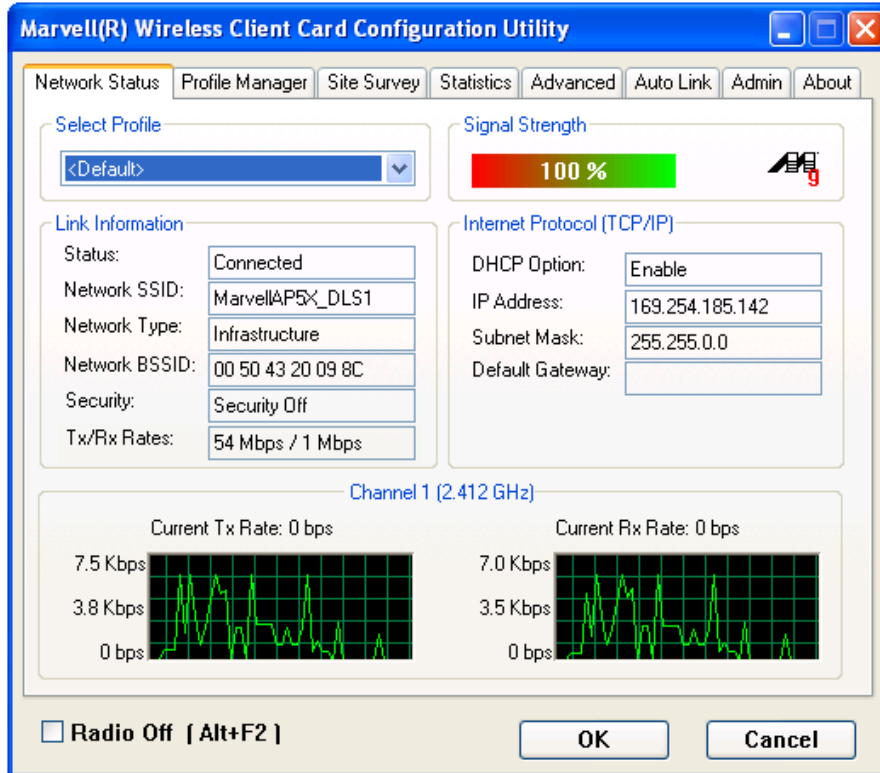 Marvell(R) Wireless Client Card Configuration Utility
Network Status Profile Manager Site Survey Statistics Advanced Auto Link Admin About
Select Profile
<Default>
Signal Strength
100 %
g
Link Information
Status: Connected
Network SSID: MarvellAP5X_DLS1
Network Type: Infrastructure
Network BSSID: 00 50 43 20 09 8C
Security: Security Off
Tx/Rx Rates: 54 Mbps / 1 Mbps
Internet Protocol (TCP/IP)
DHCP Option: Enable
IP Address: 169.254.185.142
Subnet Mask: 255.255.0.0
Default Gateway:
Channel 1 (2.412 GHz)
Current Tx Rate: 0 bps
7.5 Kbps
3.8 Kbps
0 bps
Current Rx Rate: 0 bps
7.0 Kbps
3.5 Kbps
0 bps
Radio Off [ Alt+F2 ]
OK
Cancel